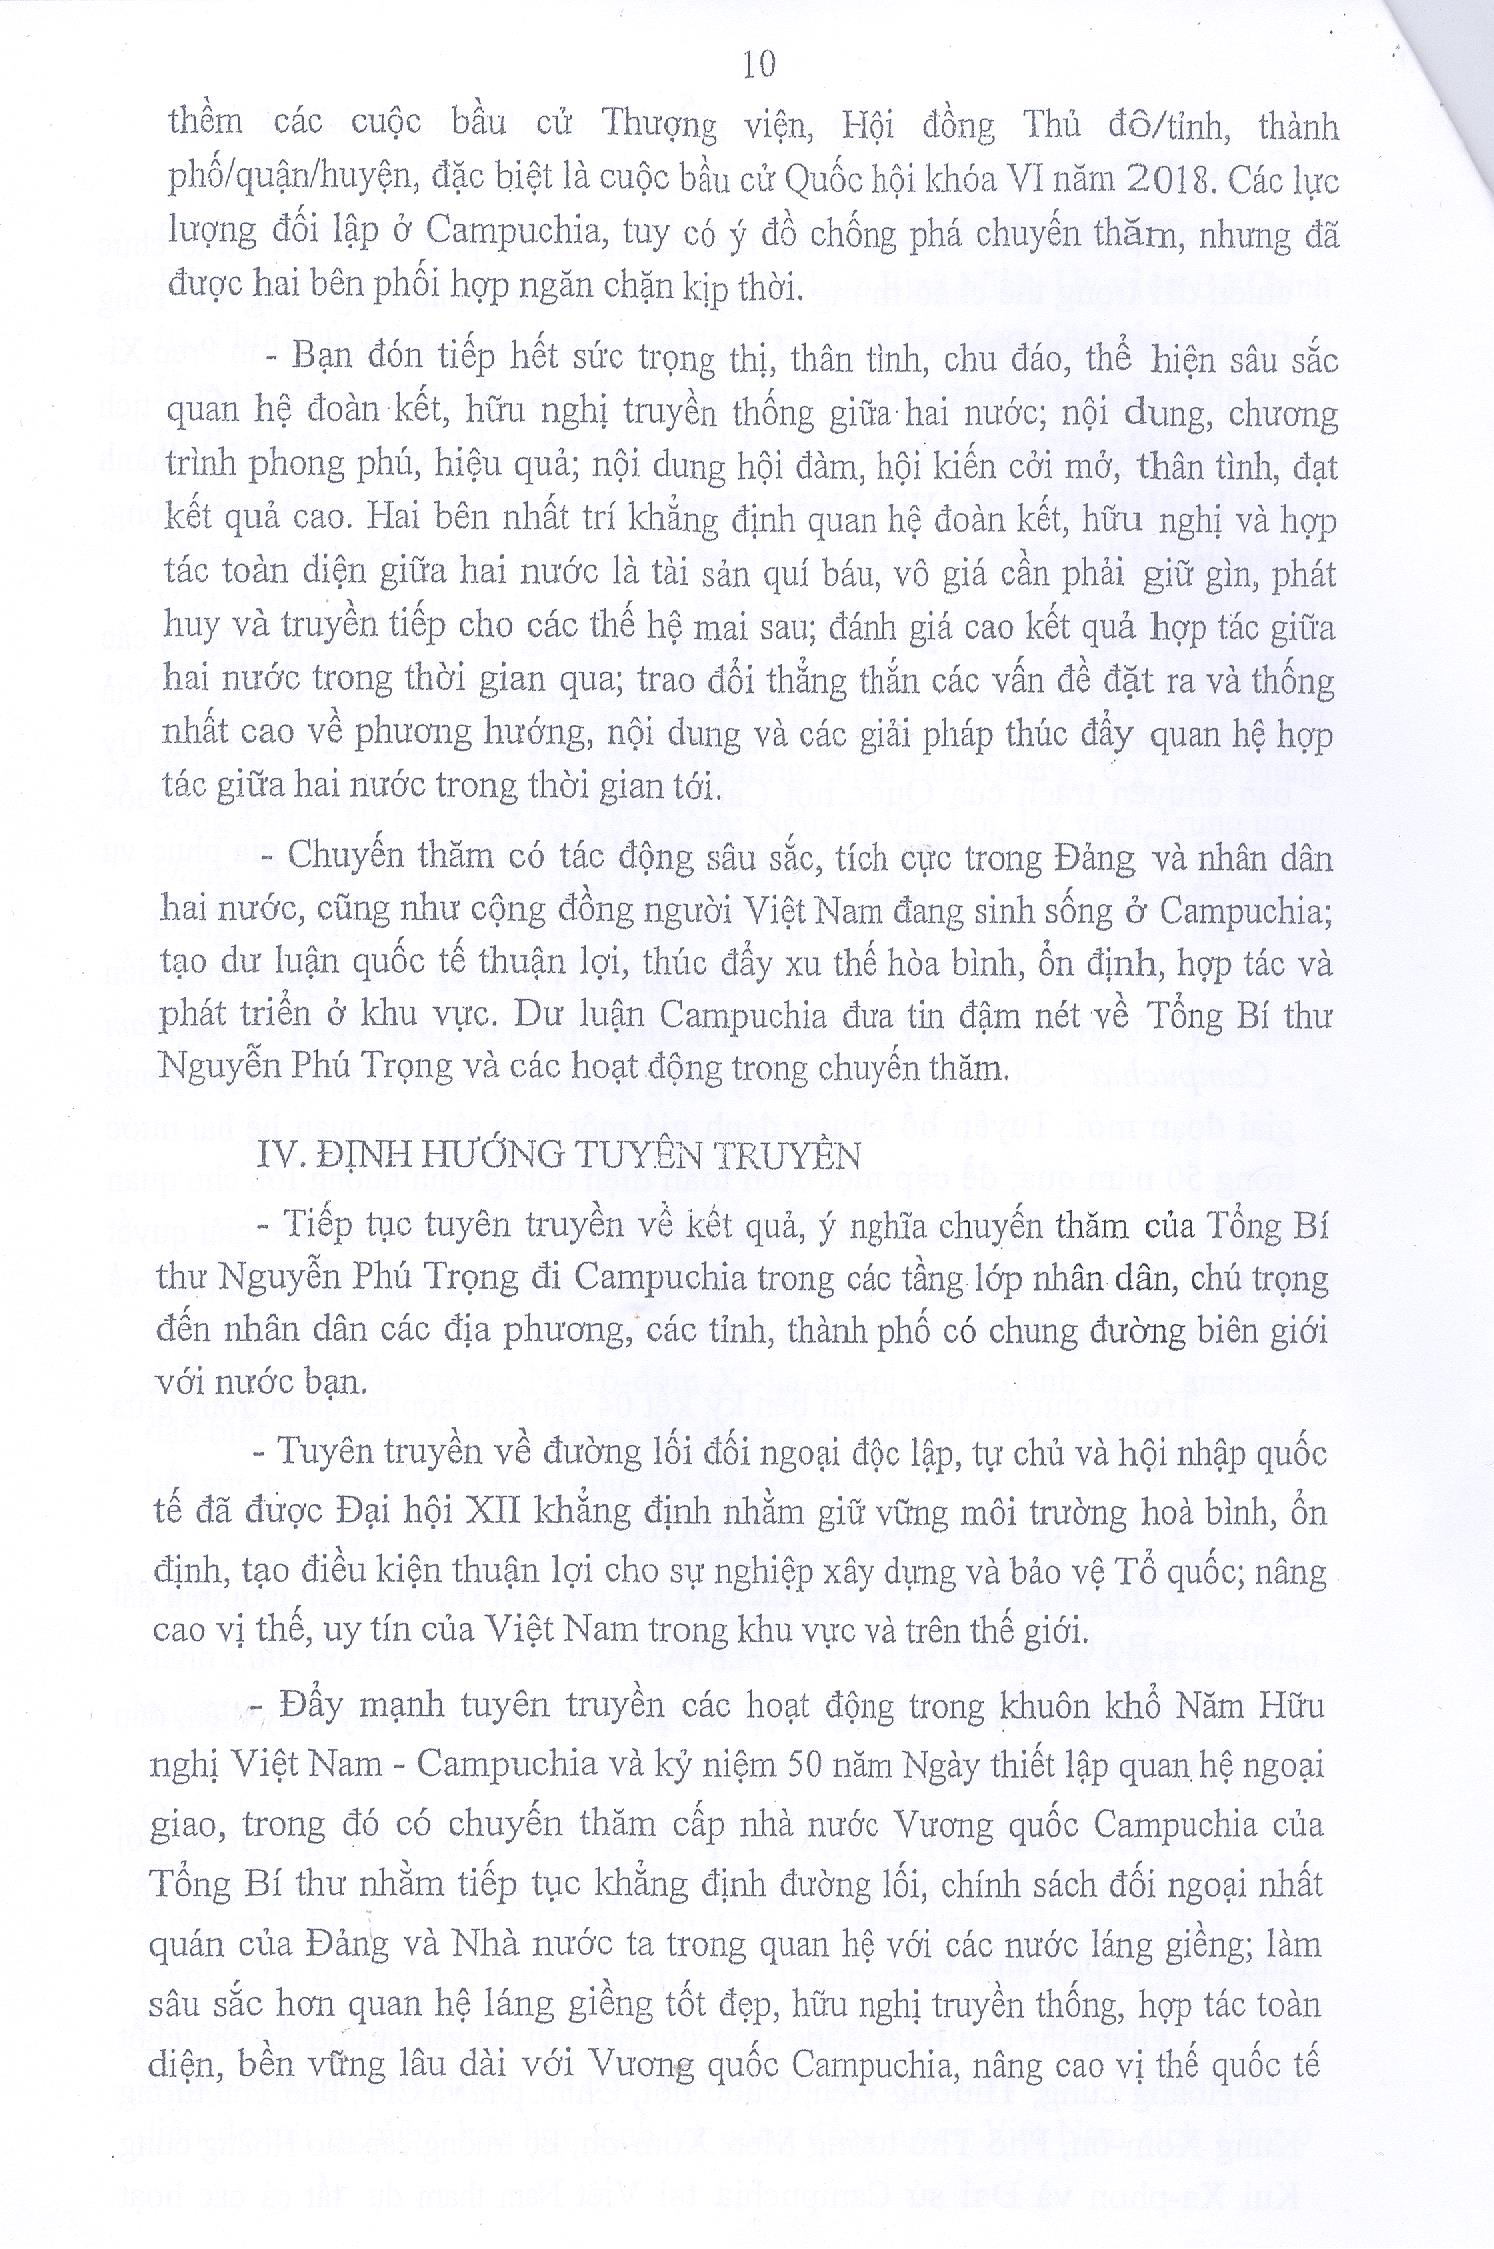 10
thềm các cuộc bầu cử Thượng viện, Hội đồng Thủ đô/tỉnh, thành
phố/quận/huyện, đặc biệt là cuộc bầu cử Quốc hội khóa VI năm 2018. Các lực
lượng đối lập ở Campuchia, tuy có ý đồ chống phá chuyến thăm, nhưng đã
được hai bên phối hợp ngăn chặn kịp thời.
- Bạn đón tiếp hết sức trọng thị, thân tình, chu đáo, thể hiện sâu sắc
quan hệ đoàn kết, hữu nghị truyền thống giữa hai nước; nội dung, chương
trình phong phú, hiệu quả; nội dung hội đàm, hội kiến cởi mở, thân tình, đạt
kết quả cao. Hai bên nhất trí khẳng định quan hệ đoàn kết, hữu nghị và hợp
tác toàn diện giữa hai nước là tài sản quí báu, vô giá cần phải giữ gìn, phát
huy và truyền tiếp cho các thế hệ mai sau; đánh giá cao kết quả hợp tác giữa
hai nước trong thời gian qua; trao đổi thẳng thắn các vấn đề đặt ra và thống
nhất cao về phương hướng, nội dung và các giải pháp thúc đẩy quan hệ hợp
tác giữa hai nước trong thời gian tới.
- Chuyến thăm có tác động sâu sắc, tích cực trong Đảng và nhân dân
hai nước, cũng như cộng đồng người Việt Nam đang sinh sống ở Campuchia;
tạo dư luận quốc tế thuận lợi, thúc đẩy xu thế hòa bình, ổn định, hợp tác và
phát triển ở khu vực. Dư luận Campuchia đưa tin đậm nét về Tổng Bí thư
Nguyễn Phú Trọng và các hoạt động trong chuyến thăm.
IV. ĐỊNH HƯỚNG TUYÊN TRUYỀN
- Tiếp tục tuyên truyền về kết quả, ý nghĩa chuyến thăm của Tổng Bí
thư Nguyễn Phú Trọng đi Campuchia trong các tầng lớp nhân dân, chú trọng
đến nhân dân các địa phương, các tỉnh, thành phố có chung đường biên giới
với nước bạn.
- Tuyên truyền về đường lối đối ngoại độc lập, tự chủ và hội nhập quốc
tế đã được Đại hội XII khẳng định nhằm giữ vững môi trường hoà bình, ổn
định, tạo điều kiện thuận lợi cho sự nghiệp xây dựng và bảo vệ Tổ quốc; nâng
cao vị thế, uy tín của Việt Nam trong khu vực và trên thế giới.
- Đẩy mạnh tuyên truyền các hoạt động trong khuôn khổ Năm Hữu
nghị Việt Nam - Campuchia và kỷ niệm 50 năm Ngày thiết lập quan hệ ngoại
giao, trong đó có chuyến thăm cấp nhà nước Vương quốc Campuchia của
Tổng Bí thư nhằm tiếp tục khẳng định đường lối, chính sách đối ngoại nhất
quán của Đảng và Nhà nước ta trong quan hệ với các nước láng giềng; làm
sâu sắc hơn quan hệ láng giềng tốt đẹp, hữu nghị truyền thống, hợp tác toàn
diện, bền vững lâu dài với Vương quốc Campuchia, nâng cao vị thế quốc tế